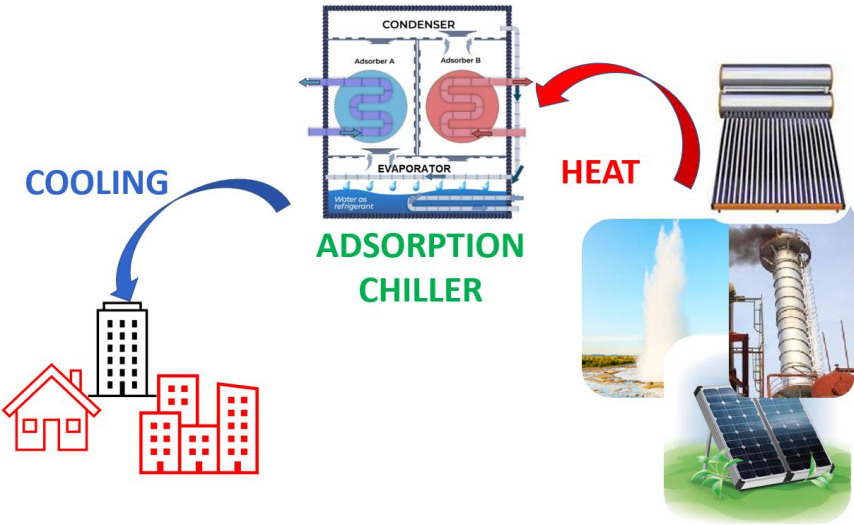 CONDENSER
Adsorber A
Adsorber B
EVAPORATOR
Water as
refrigerant
COOLING
HEAT
ADSORPTION
CHILLER